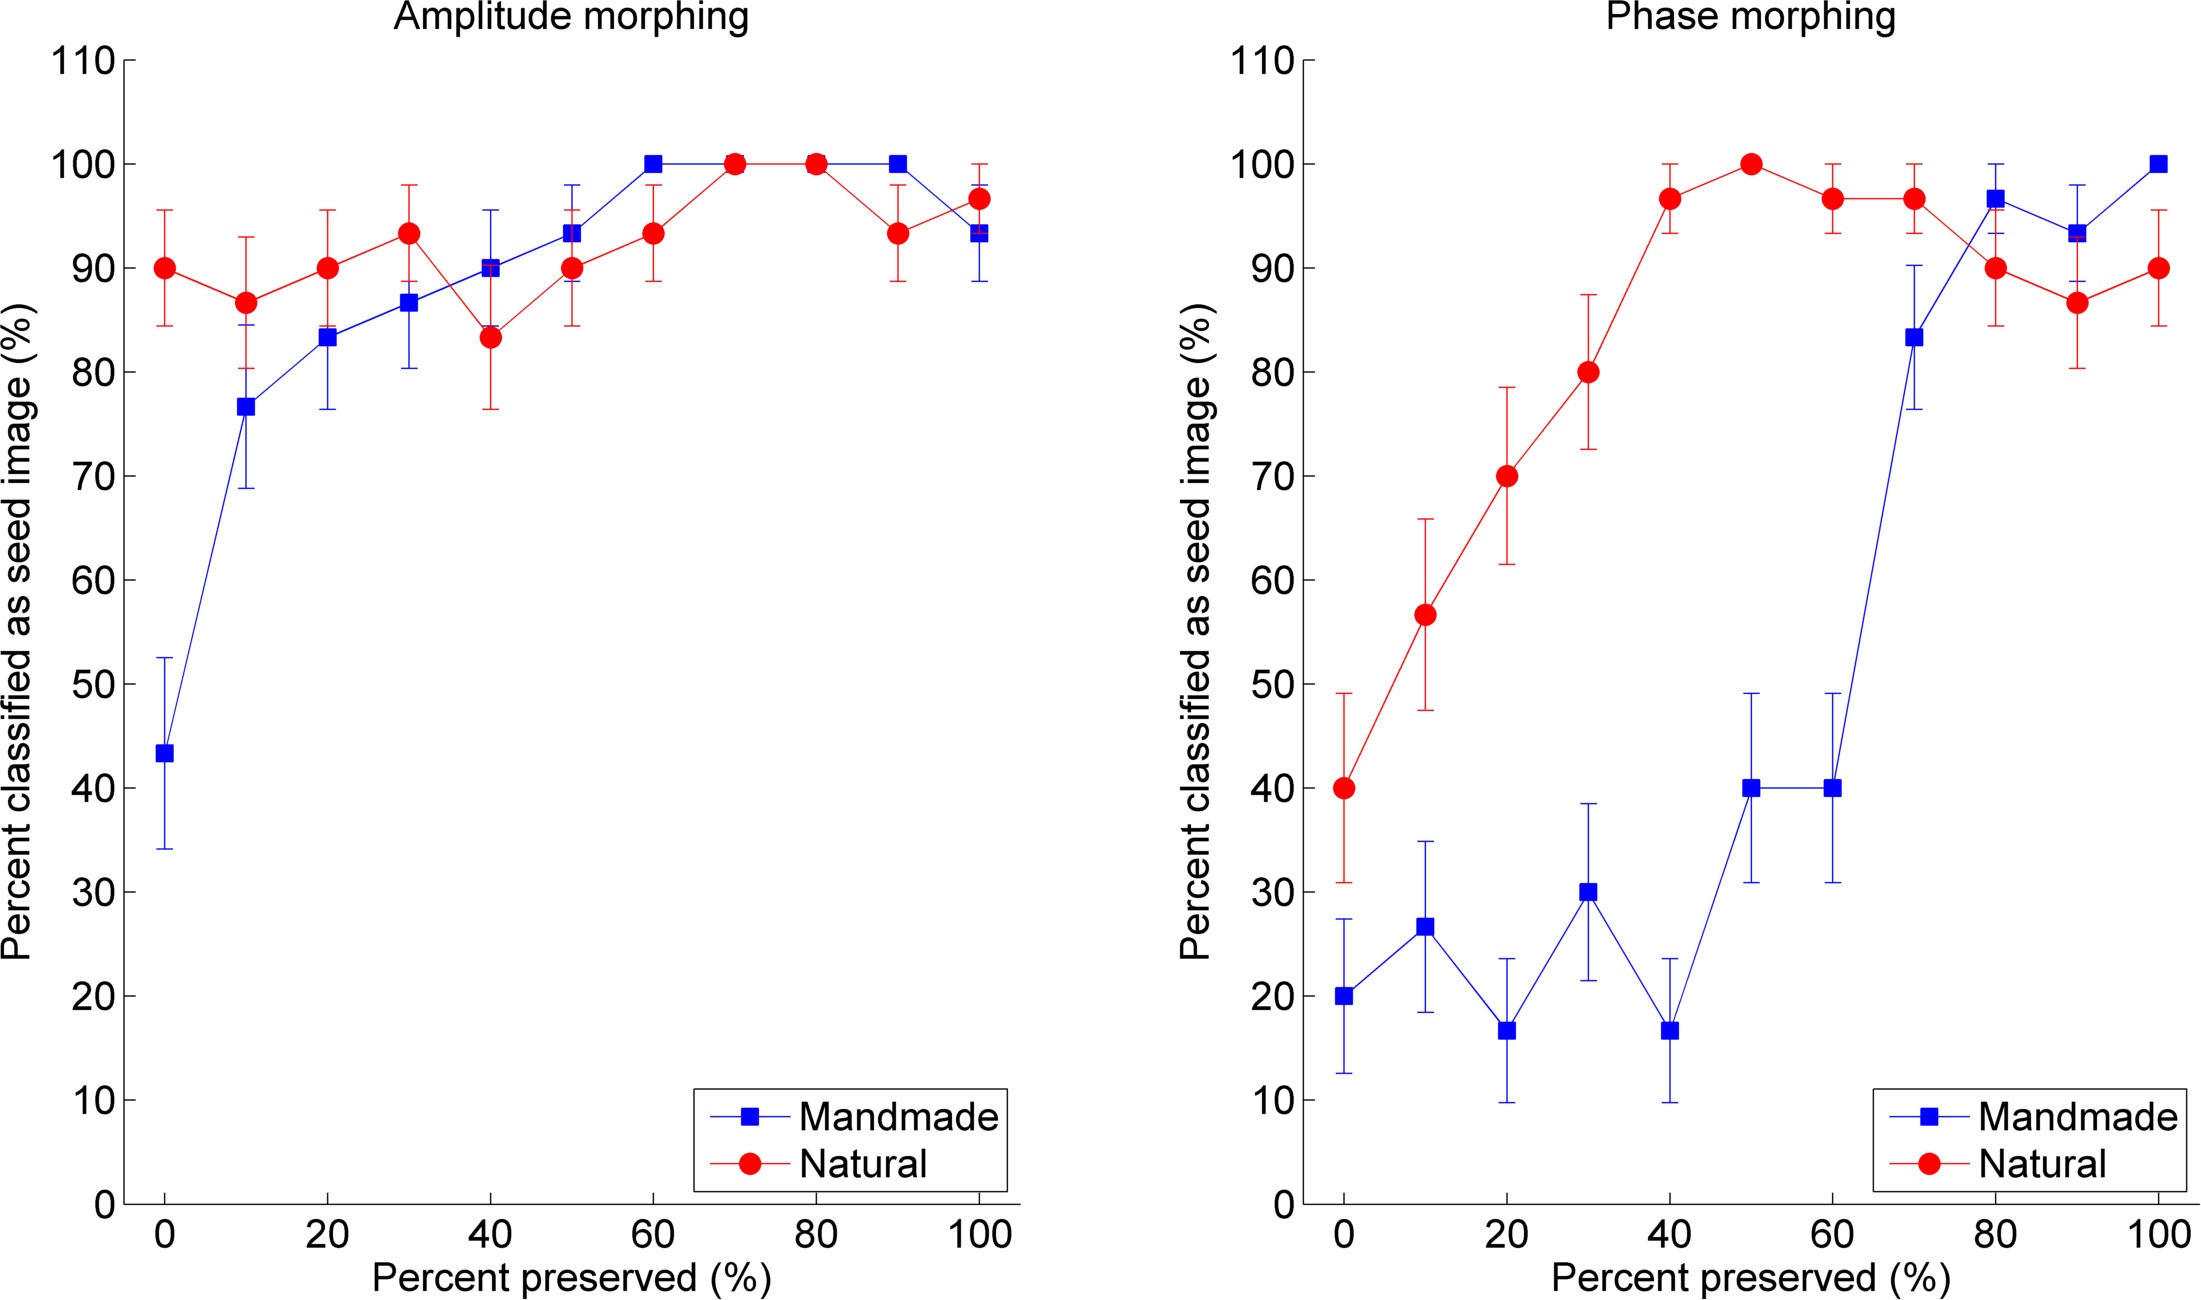 Amplitude morphing
110
100
90
80
70
60
50
40
30
20
10
0
Percent classified as seed image (%)
0 20 40 60 80 100
Percent preserved (%)
Mandmade
Natural
Phase morphing
110
100
90
80
70
60
50
40
30
20
10
0
Percent classified as seed image (%)
0 20 40 60 80 100
Percent preserved (%)
Mandmade
Natural